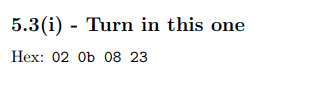 5.3(i) - Turn in this one
Hex: 02 0b 08 23